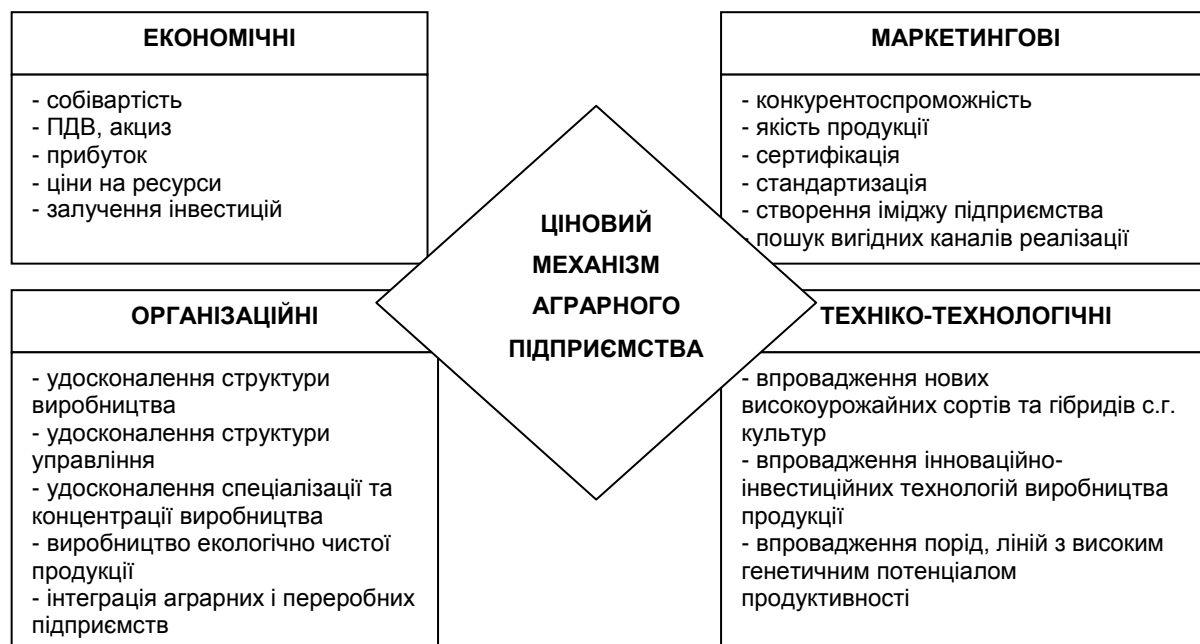 ЕКОНОМІЧНІ
- собівартість
- ПДВ, акциз
- прибуток
- ціни на ресурси
- залучення інвестицій
МАРКЕТИНГОВІ
- конкурентоспроможність
- якість продукції
- сертифікація
- стандартизація
- створення іміджу підприємства
- пошук вигідних каналів реалізації
ЦІНОВИЙ
МЕХАНІЗМ
АГРАРНОГО
ПІДПРИЄМСТВА
ОРГАНІЗАЦІЙНІ
- удосконалення структури
виробництва
- удосконалення структури
управління
- удосконалення спеціалізації та
концентрації виробництва
- виробництво екологічно чистої
продукції
- інтеграція аграрних і переробних
підприємств
ТЕХНІКО-ТЕХНОЛОГІЧНІ
- впровадження нових
високоурожайних сортів та гібридів с.г.
культур
- впровадження інноваційно-
інвестиційних технологій виробництва
продукції
- впровадження порід, ліній з високим
генетичним потенціалом
продуктивності